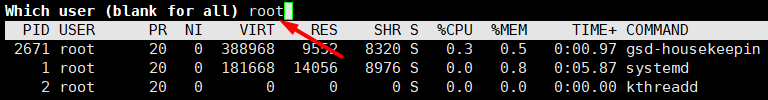 Which user (blank for all) root
PID USER PR NI VIRT RES SHR S %CPU %MEM TIME+ COMMAND
2671 root 20 0 388968 9552 8320 S 0.3 0.5 0:00.97 gsd-housekeepin
1 root 20 0 181668 14056 8976 S 0.0 0.8 0:05.87 systemd
2 root 20 0 0 0 0 S 0.0 0.0 0:00.00 kthreadd